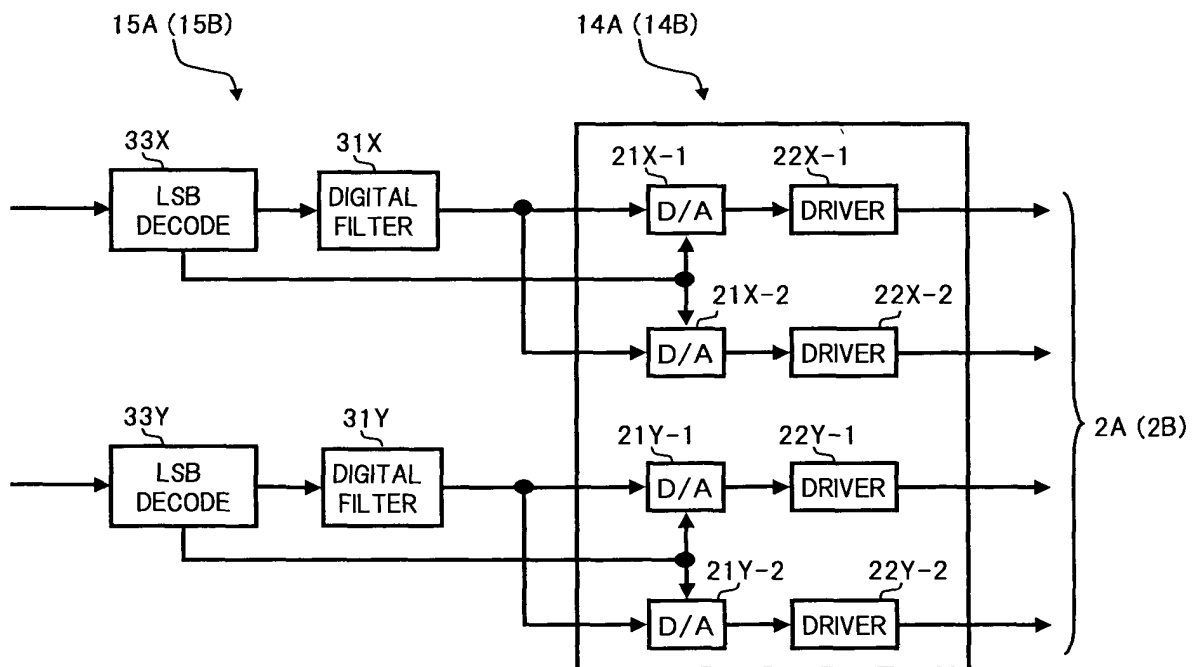 15A (15B)
14A (14B)
33X
31X
21X-1
22X-1
LSB
DECODE
DIGITAL
FILTER
D/A
DRIVER
21X-2
22X-2
D/A
DRIVER
2A (2B)
33Y
31Y
21Y-1
22Y-1
LSB
DECODE
DIGITAL
FILTER
D/A
DRIVER
21Y-2
22Y-2
D/A
DRIVER